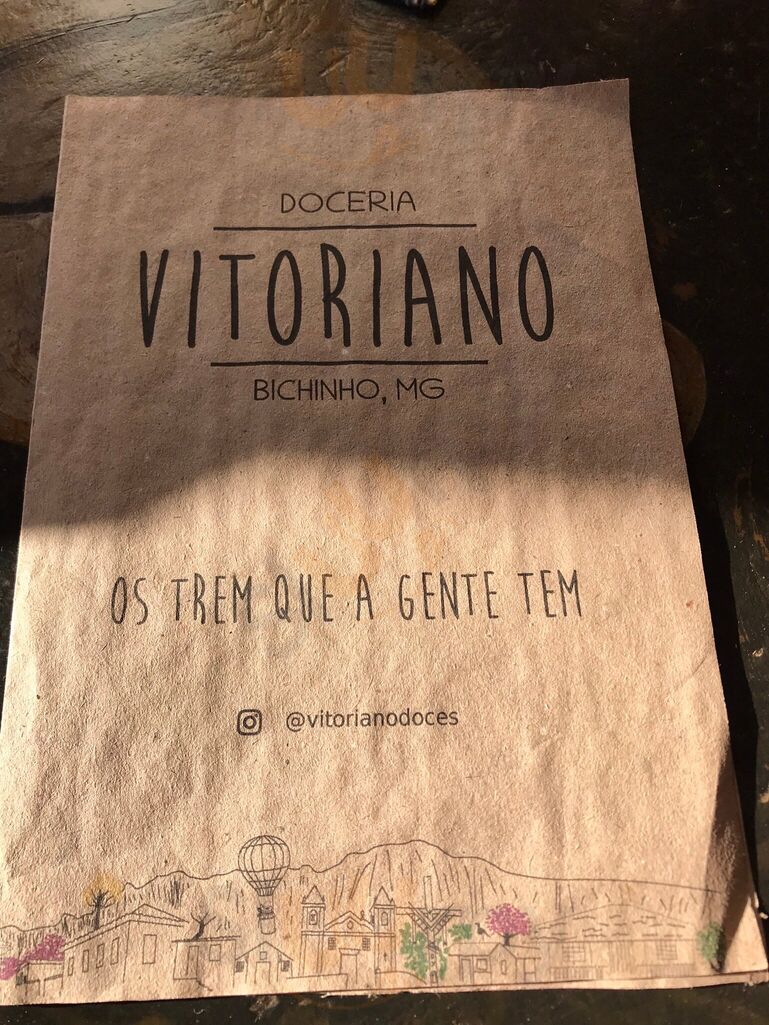 DOCERIA
VITORIANO
BICHINHO, MG
OS TREM QUE A GENTE TEM
@vitorianodoces